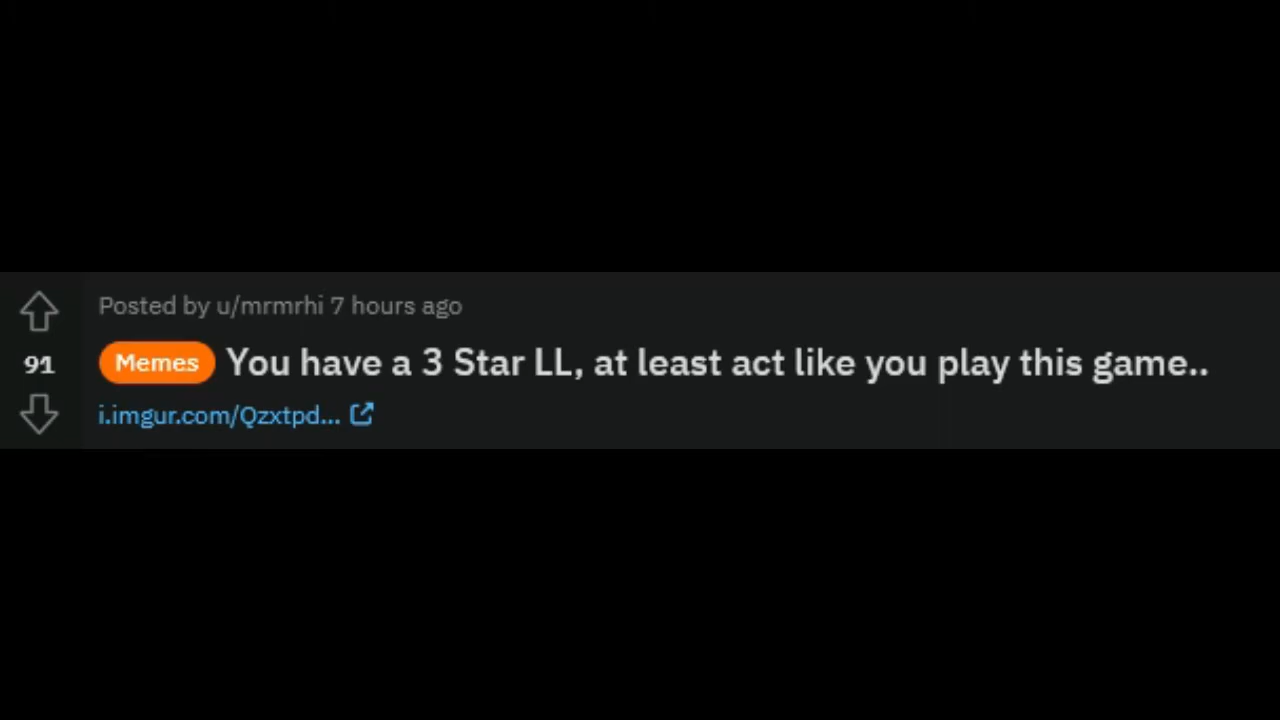 Posted by u/mrmrhi 7 hours ago
91
Memes You have a 3 Star LL, at least act like you play this game..
i.imgur.com/Qzxtpd...